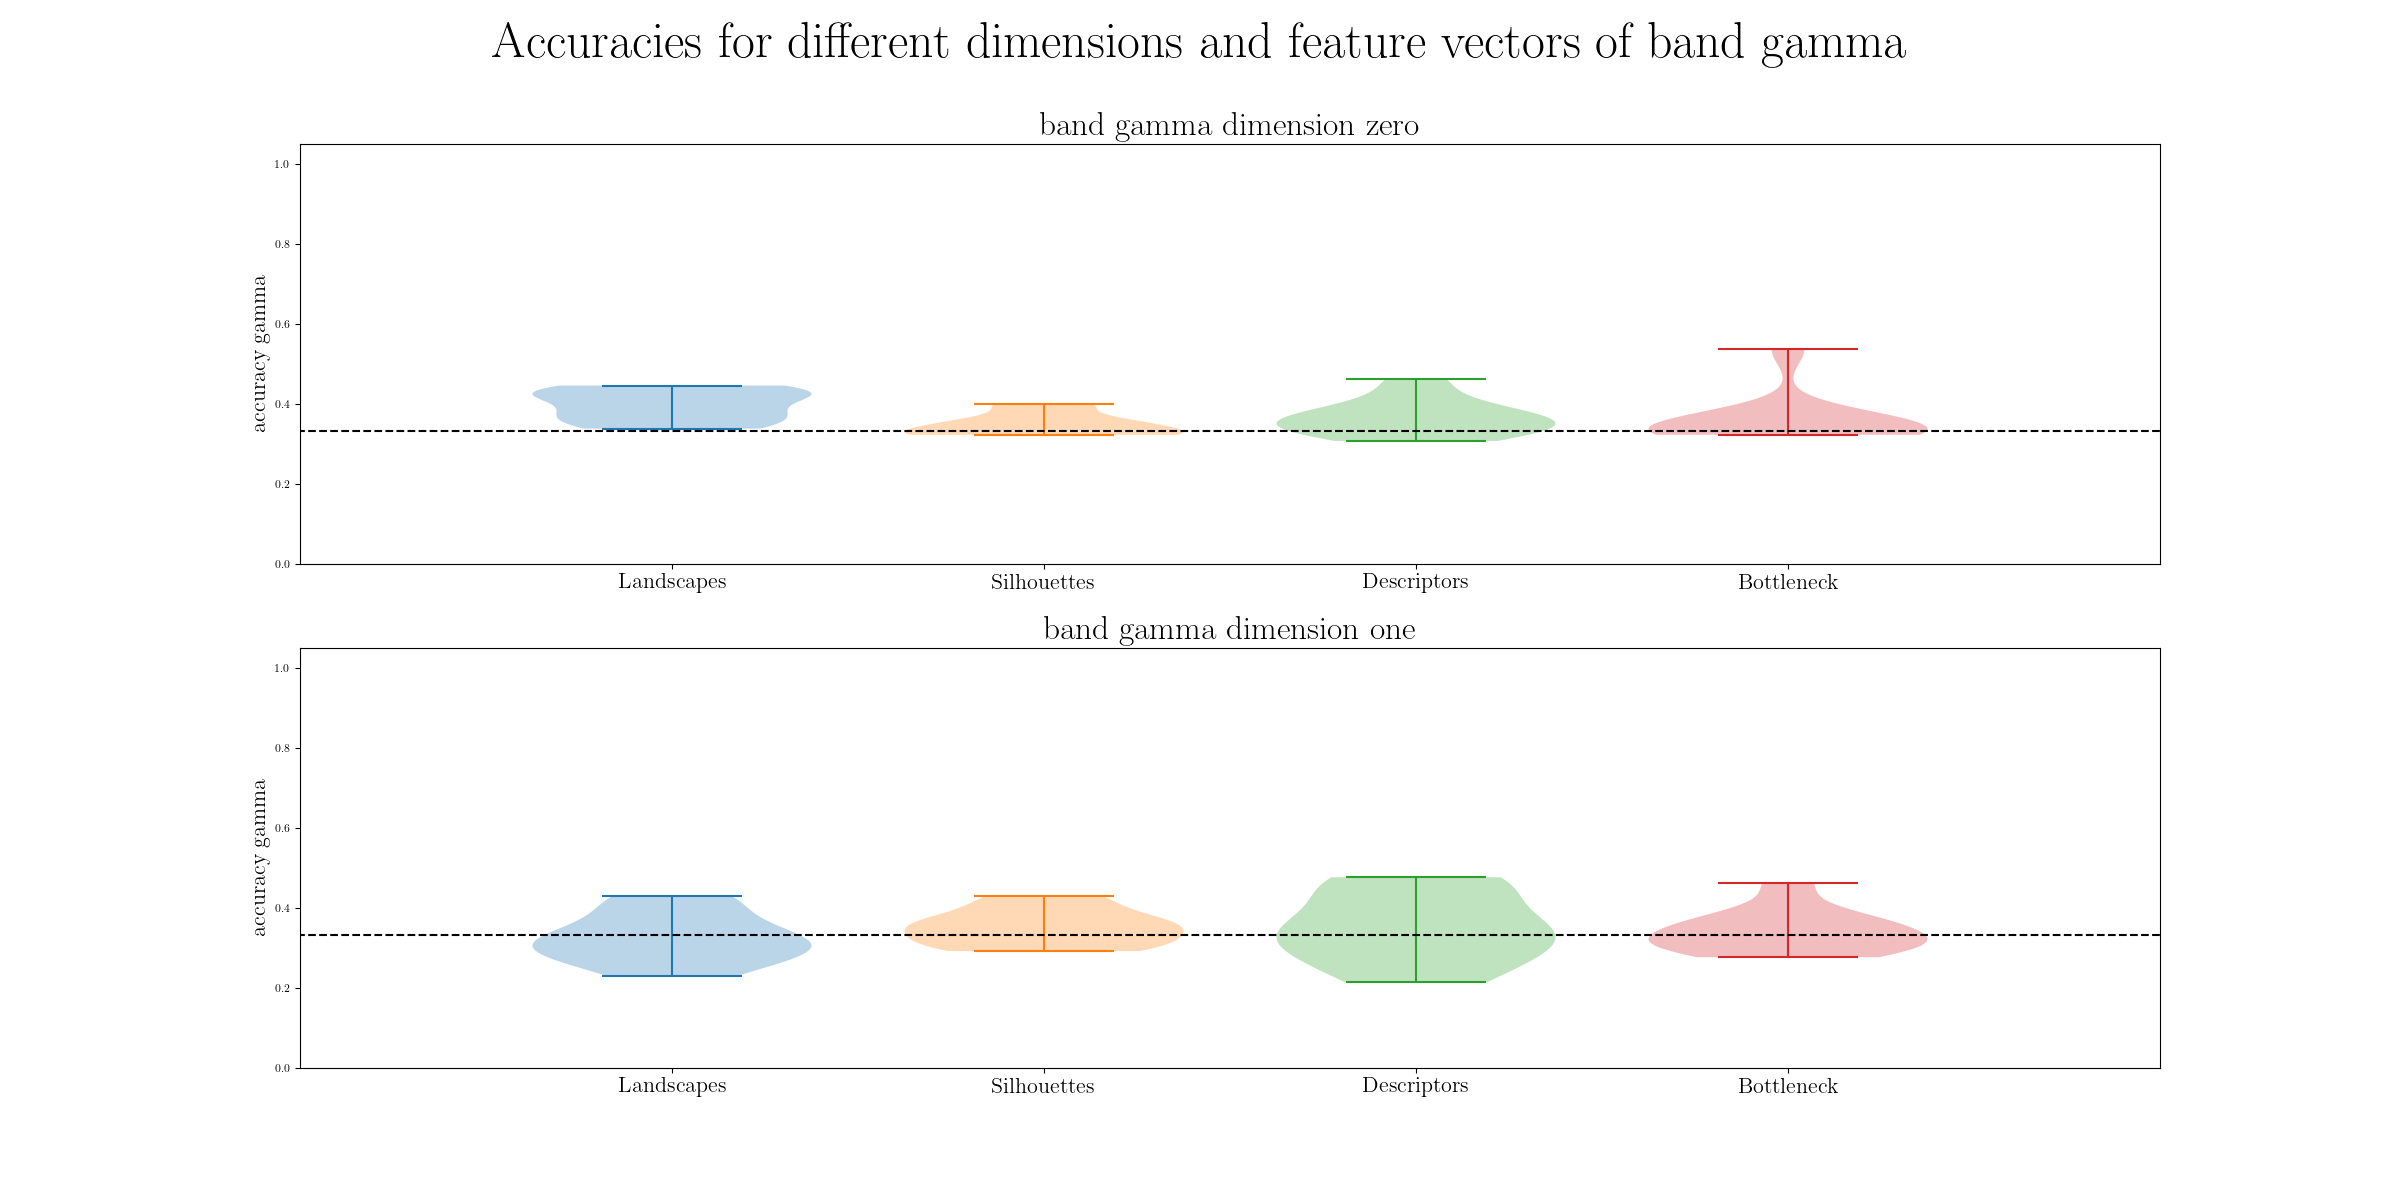 Accuracies for different dimensions and feature vectors of band gamma
band gamma dimension zero
1.0
0.8
0.6
0.4
0.2
0.0
accuracy gamma
Landscapes Silhouettes Descriptors Bottleneck
band gamma dimension one
1.0
0.8
0.6
0.4
0.2
0.0
accuracy gamma
Landscapes Silhouettes Descriptors Bottleneck